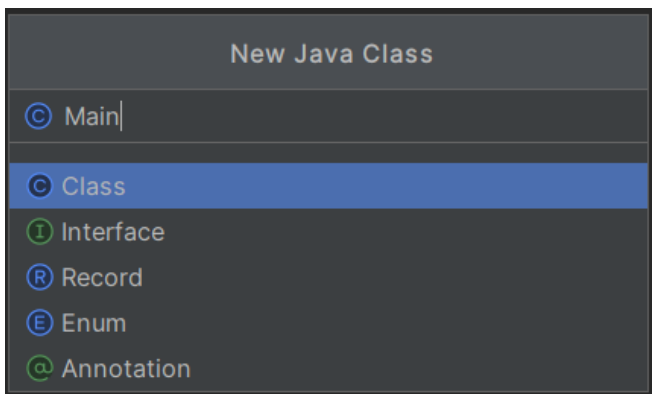 New Java Class
C Main
C Class
I Interface
R Record
E Enum
@ Annotation